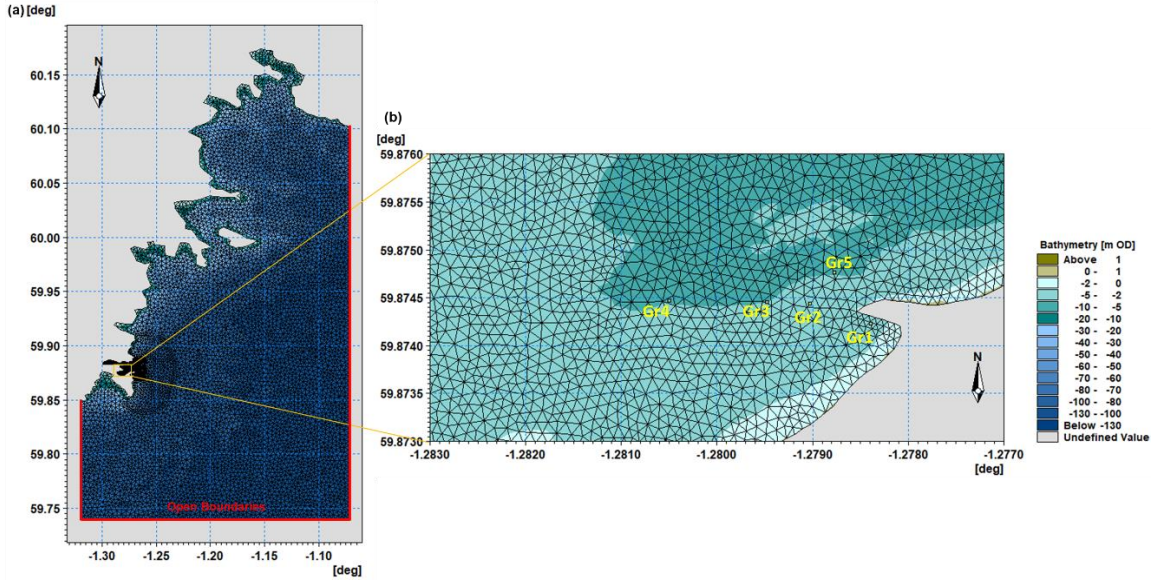 (a) [deg]
N
60.15
60.10
60.05
60.00
59.95
59.90
59.85
59.80
59.75
Open Boundaries
-1.30 -1.25 -1.20 -1.15 -1.10
[deg]
(b)
[deg]
59.8760
59.8755
59.8750
59.8745
59.8740
59.8735
59.8730
Gr5
Gr4 Gr3 Gr2
Gr1
N
-1.2830 -1.2820 -1.2810 -1.2800 -1.2790 -1.2780 -1.2770
[deg]
Bathymetry [m OD]
Above 1
0 - 1
-2 - 0
-5 - -2
-10 - -5
-20 - -10
-30 - -20
-40 - -30
-50 - -40
-60 - -50
-70 - -60
-80 - -70
-100 - -80
-130 - -100
Below -130
Undefined Value